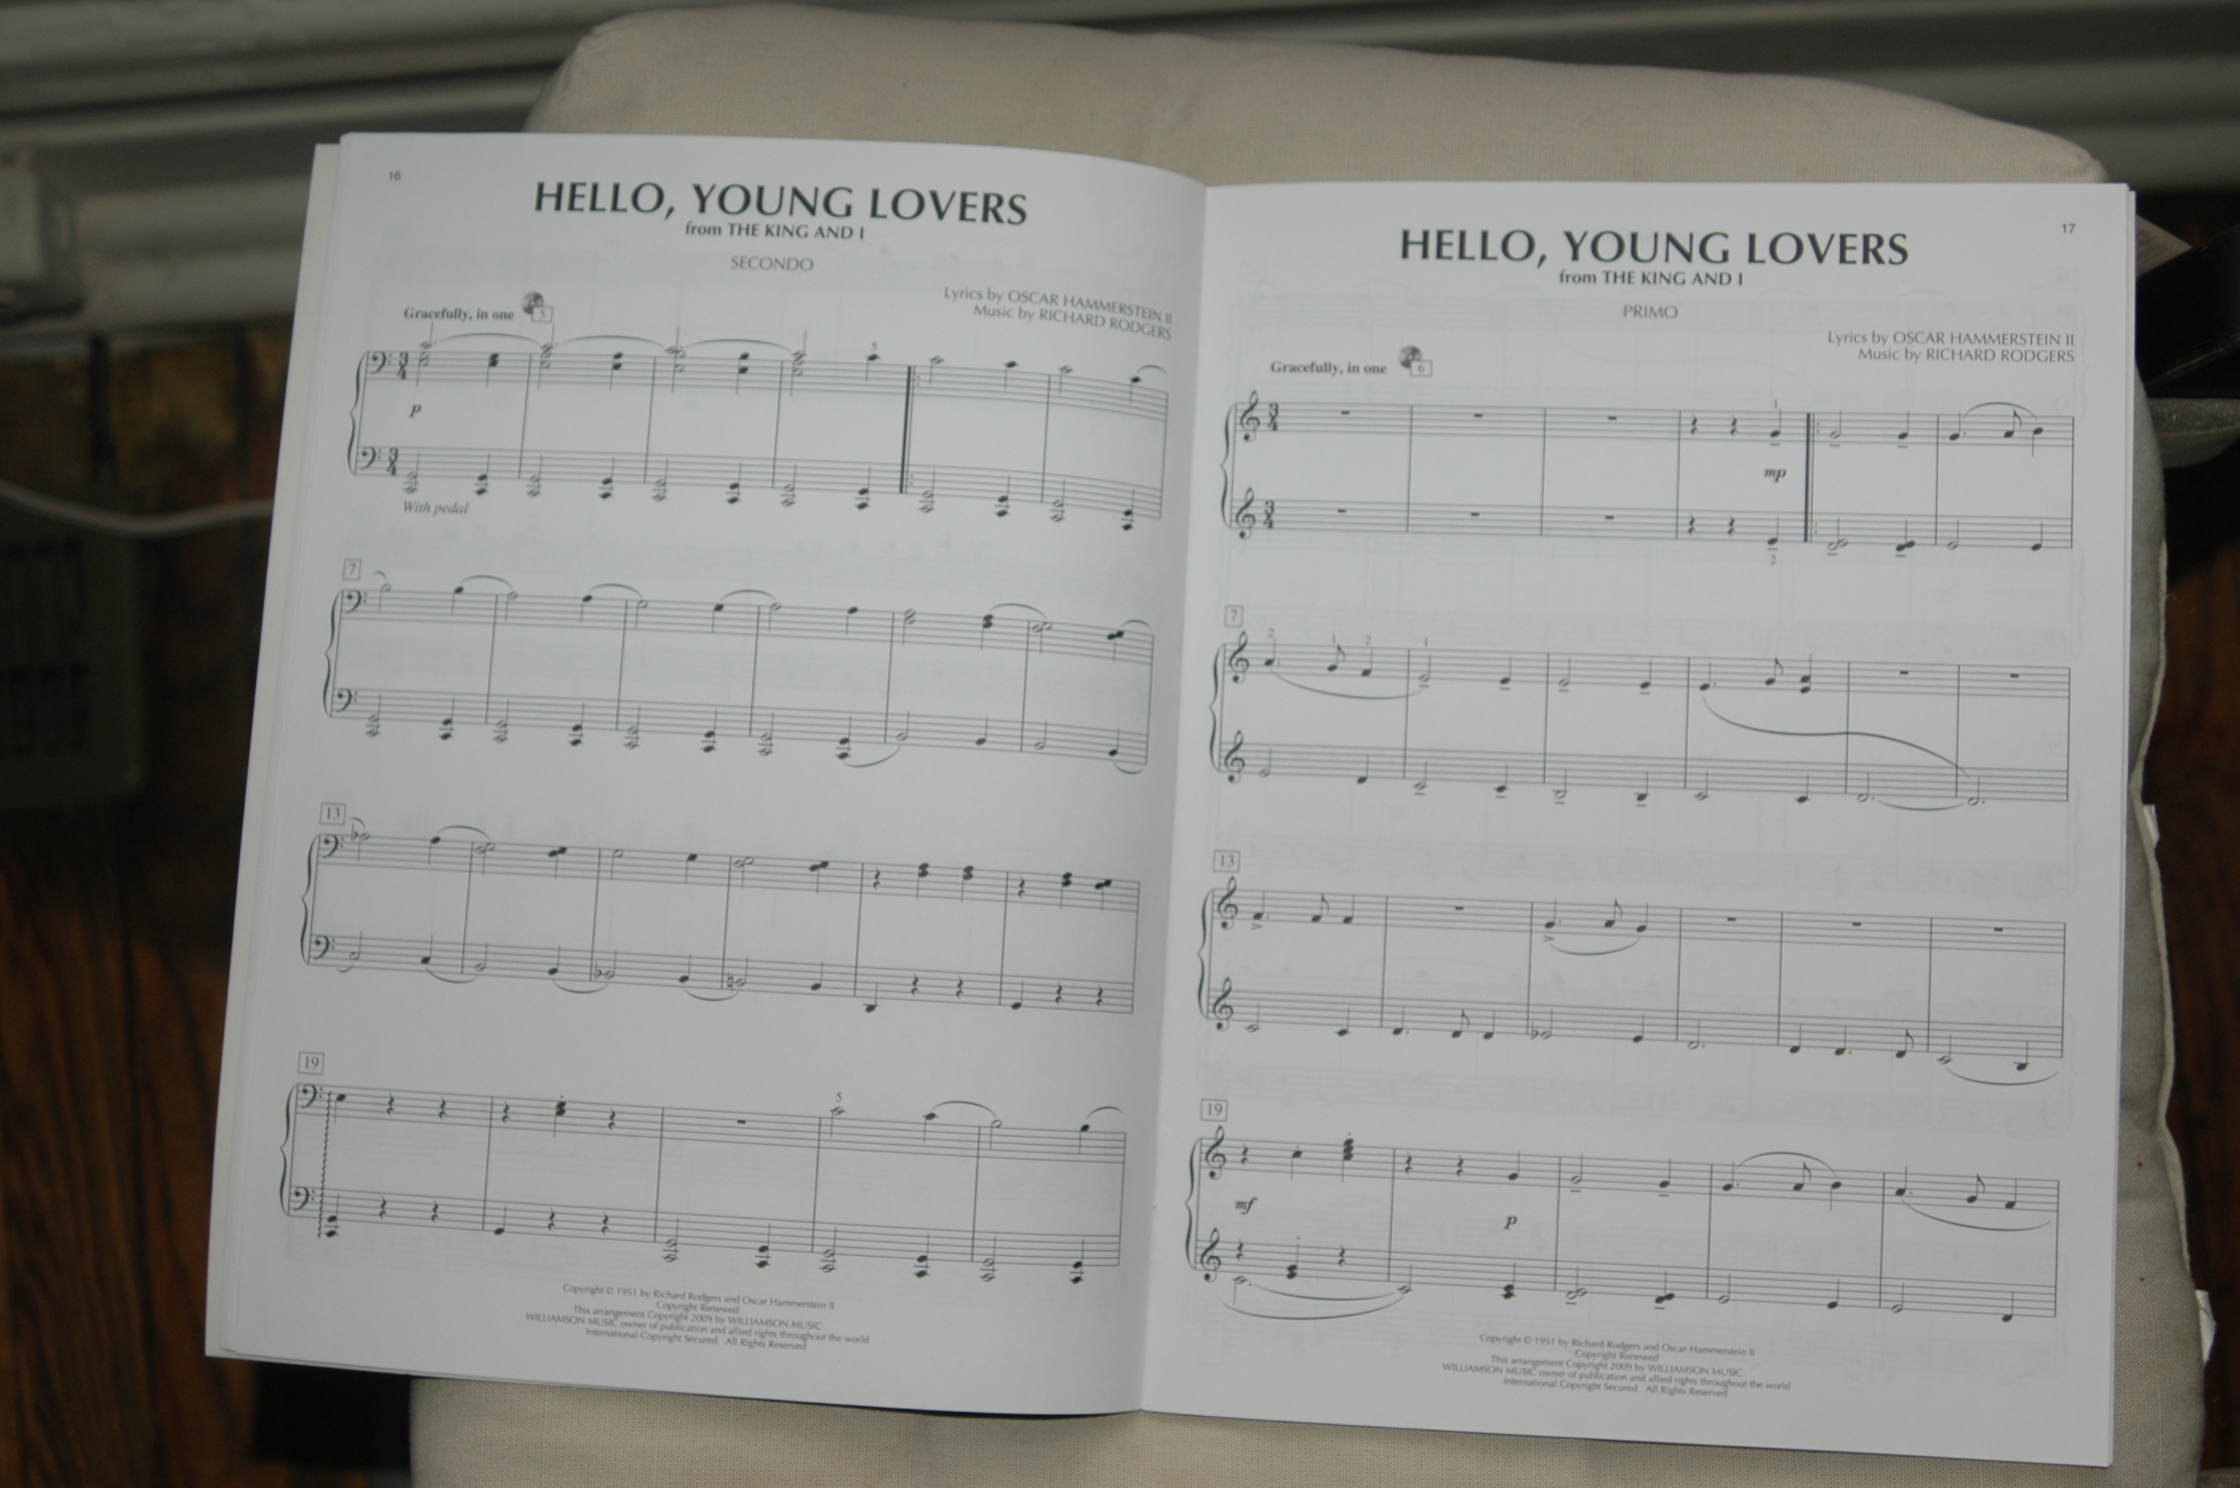 16
HELLO, YOUNG LOVERS
from THE KING AND I
SECONDO
Lyrics by OSCAR HAMMERSTEIN II
Music by RICHARD RODGERS
Gracefully, in one
5
5
3
4
p
3
4
With pedal
7
13
19
5
Copyright © 1951 by Richard Rodgers and Oscar Hammerstein II
Copyright Renewed
This arrangement Copyright 2009 by WILLIAMSON MUSIC
WILLIAMSON MUSIC owner of publication and allied rights throughout the world
International Copyright Secured All Rights Reserved
17
HELLO, YOUNG LOVERS
from THE KING AND I
PRIMO
Lyrics by OSCAR HAMMERSTEIN II
Music by RICHARD RODGERS
Gracefully, in one
6
1
3
4
mp
3
4
2
7
2 1 2 1
13
19
mf
p
Copyright © 1951 by Richard Rodgers and Oscar Hammerstein II
Copyright Renewed
This arrangement Copyright 2009 by WILLIAMSON MUSIC
WILLIAMSON MUSIC owner of publication and allied rights throughout the world
International Copyright Secured All Rights Reserved